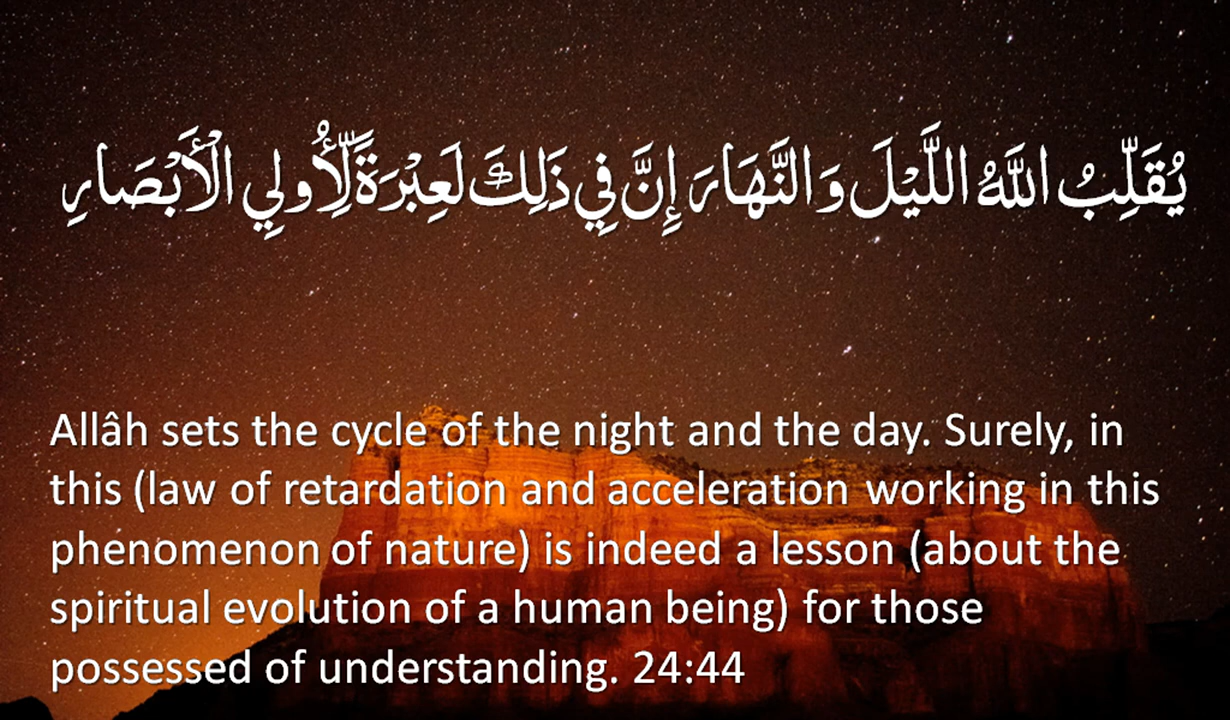 يُقَلِّبُ اللَّهُ اللَّيْلَ وَالنَّهَارَ إِنَّ فِي ذَلِكَ لَعِبْرَةً لِّأُولِي الْأَبْصَارِ
Allâh sets the cycle of the night and the day. Surely, in
this (law of retardation and acceleration working in this
phenomenon of nature) is indeed a lesson (about the
spiritual evolution of a human being) for those
possessed of understanding. 24:44